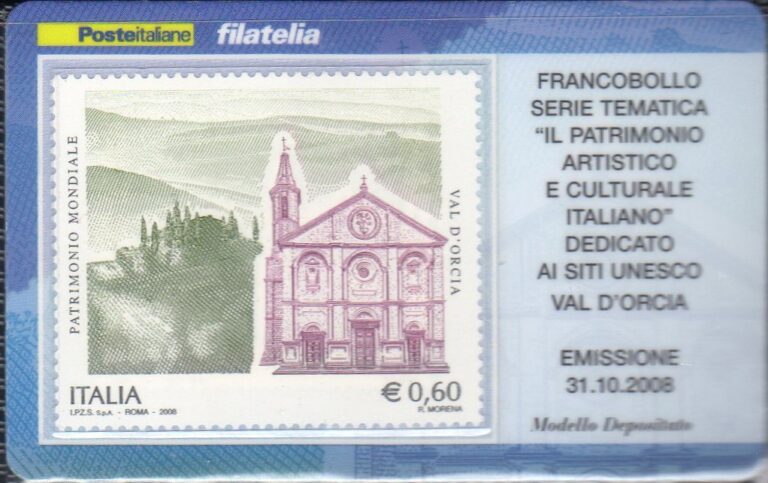 Posteitaliane filatelia
PATRIMONIO MONDIALE
VAL D'ORCIA
ITALIA
€ 0,60
I.P.Z.S. S.p.A. - ROMA - 2008
R. MORENA
FRANCOBOLLO
SERIE TEMATICA
“IL PATRIMONIO
ARTISTICO
E CULTURALE
ITALIANO”
DEDICATO
AI SITI UNESCO
VAL D'ORCIA
EMISSIONE
31.10.2008
Modello Depositato